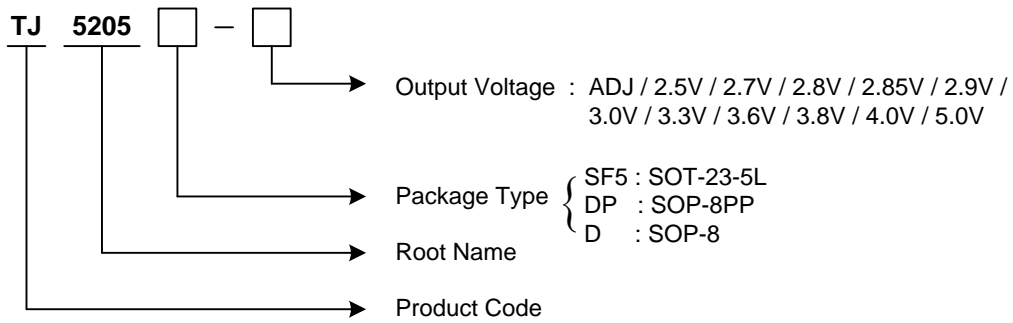 TJ 5205 –
Output Voltage : ADJ / 2.5V / 2.7V / 2.8V / 2.85V / 2.9V /
3.0V / 3.3V / 3.6V / 3.8V / 4.0V / 5.0V
Package Type { SF5 : SOT-23-5L
DP : SOP-8PP
D : SOP-8
Root Name
Product Code